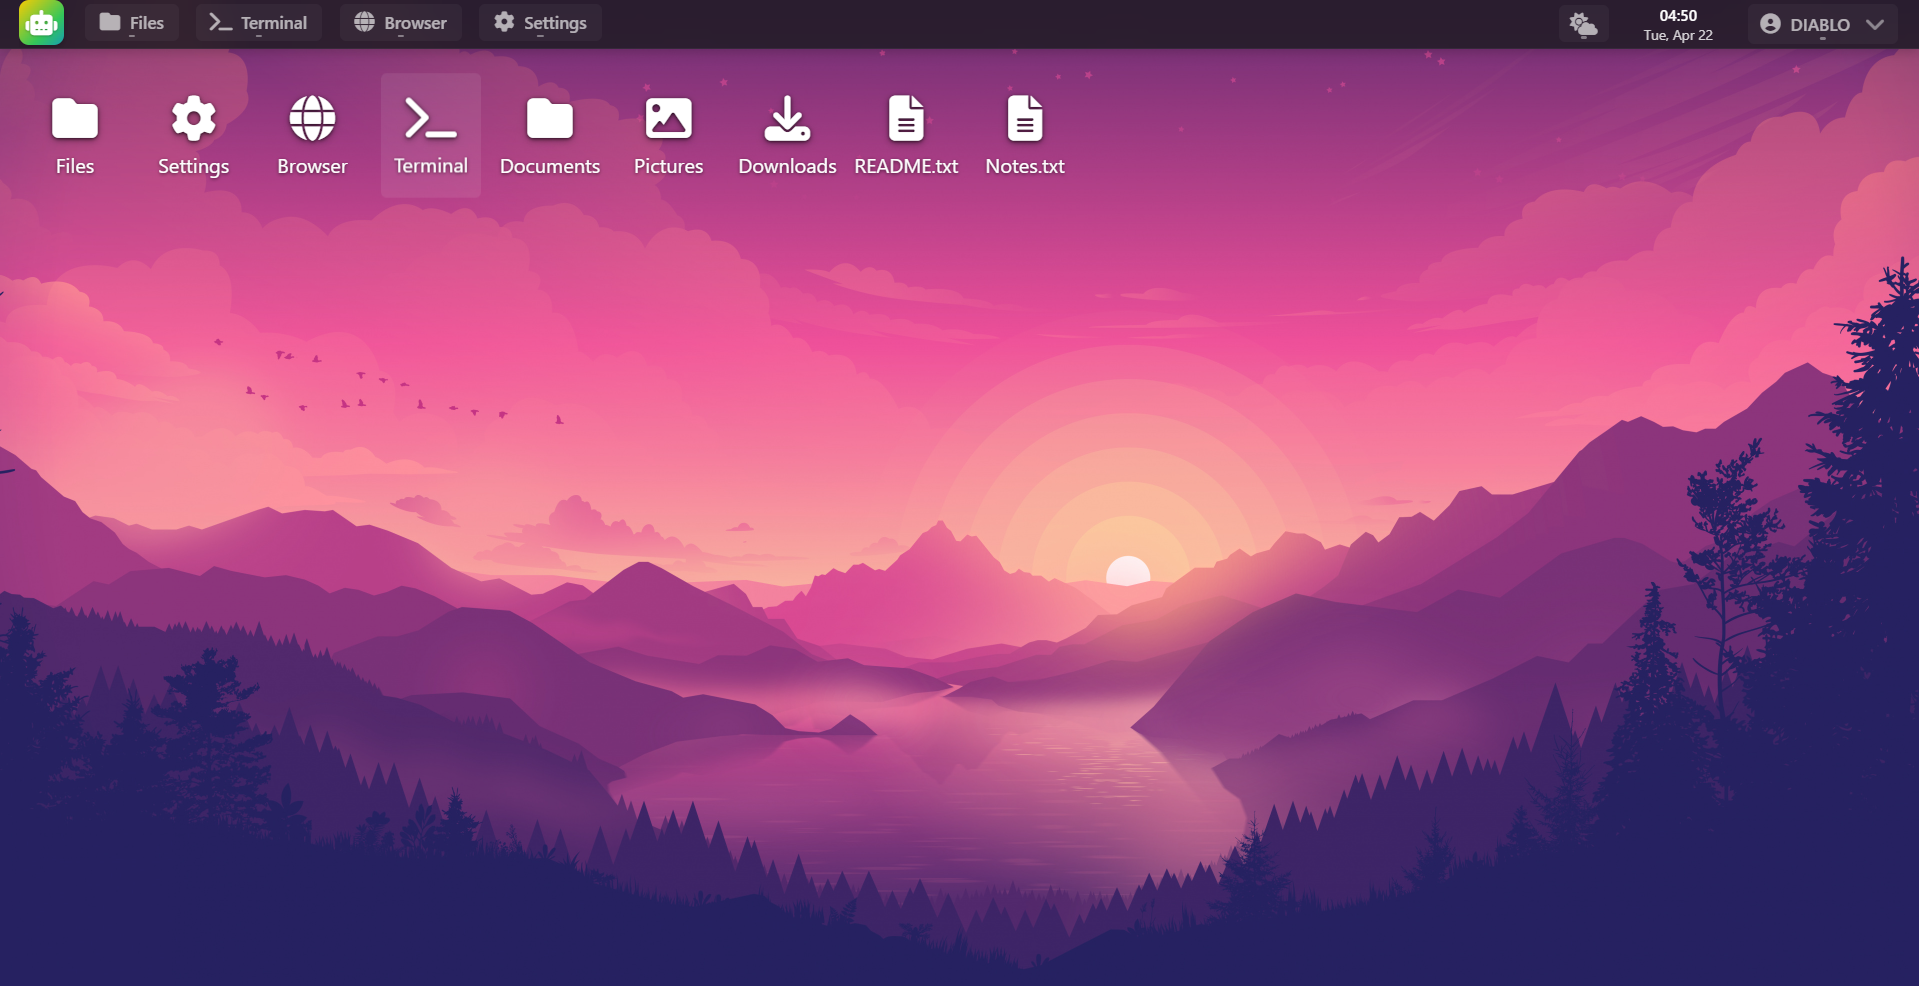 Files
Terminal
Browser
Settings
04:50
Tue, Apr 22
DIABLO
Files
Settings
Browser
Terminal
Documents
Pictures
Downloads
README.txt
Notes.txt